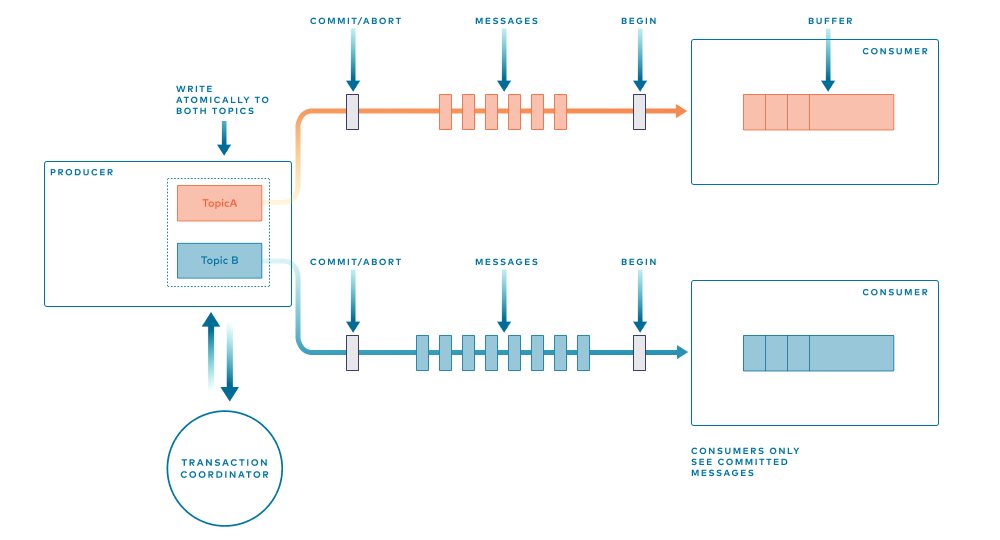 COMMIT/ABORT
MESSAGES
BEGIN
BUFFER
CONSUMER
WRITE
ATOMICALLY TO
BOTH TOPICS
PRODUCER
TopicA
Topic B
COMMIT/ABORT
MESSAGES
BEGIN
CONSUMER
CONSUMERS ONLY
SEE COMMITTED
MESSAGES
TRANSACTION
COORDINATOR